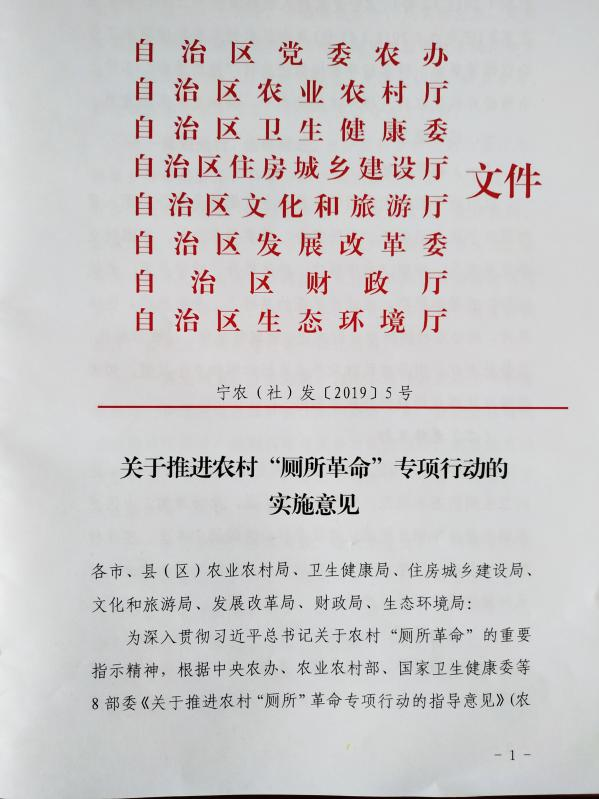 自治区党委农办
自治区农业农村厅
自治区卫生健康委
自治区住房城乡建设厅
自治区文化和旅游厅
自治区发展改革委
自治区财政厅
自治区生态环境厅
文件
宁农（社）发〔2019〕5号
关于推进农村“厕所革命”专项行动的
实施意见
各市、县（区）农业农村局、卫生健康局、住房城乡建设局、
文化和旅游局、发展改革局、财政局、生态环境局：
为深入贯彻习近平总书记关于农村“厕所革命”的重要
指示精神，根据中央农办、农业农村部、国家卫生健康委等
8部委《关于推进农村“厕所”革命专项行动的指导意见》（农
- 1 -